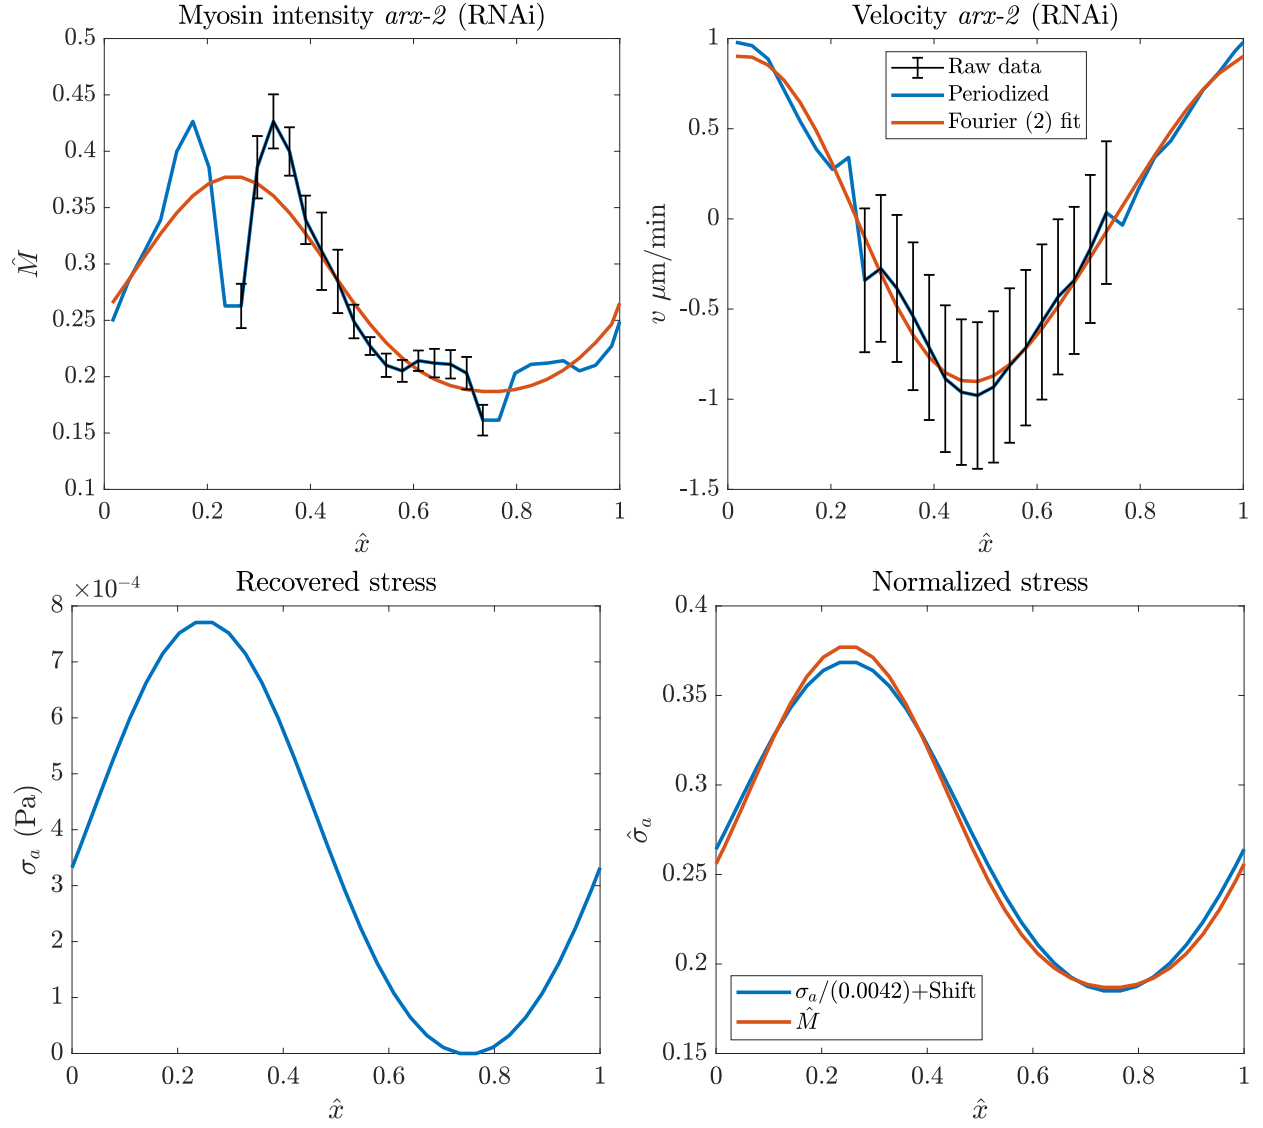 Myosin intensity arx-2 (RNAi)
0.5
0.45
0.4
0.35
0.3
0.25
0.2
0.15
0.1
M̂
0 0.2 0.4 0.6 0.8 1
x̂
Velocity arx-2 (RNAi)
1
0.5
0
-0.5
-1
-1.5
v μm/min
Raw data
Periodized
Fourier (2) fit
0 0.2 0.4 0.6 0.8 1
x̂
Recovered stress
×10⁻⁴
8
7
6
5
4
3
2
1
0
σₐ (Pa)
0 0.2 0.4 0.6 0.8 1
x̂
Normalized stress
0.4
0.35
0.3
0.25
0.2
0.15
σ̂ₐ
σₐ/(0.0042)+Shift
M̂
0 0.2 0.4 0.6 0.8 1
x̂